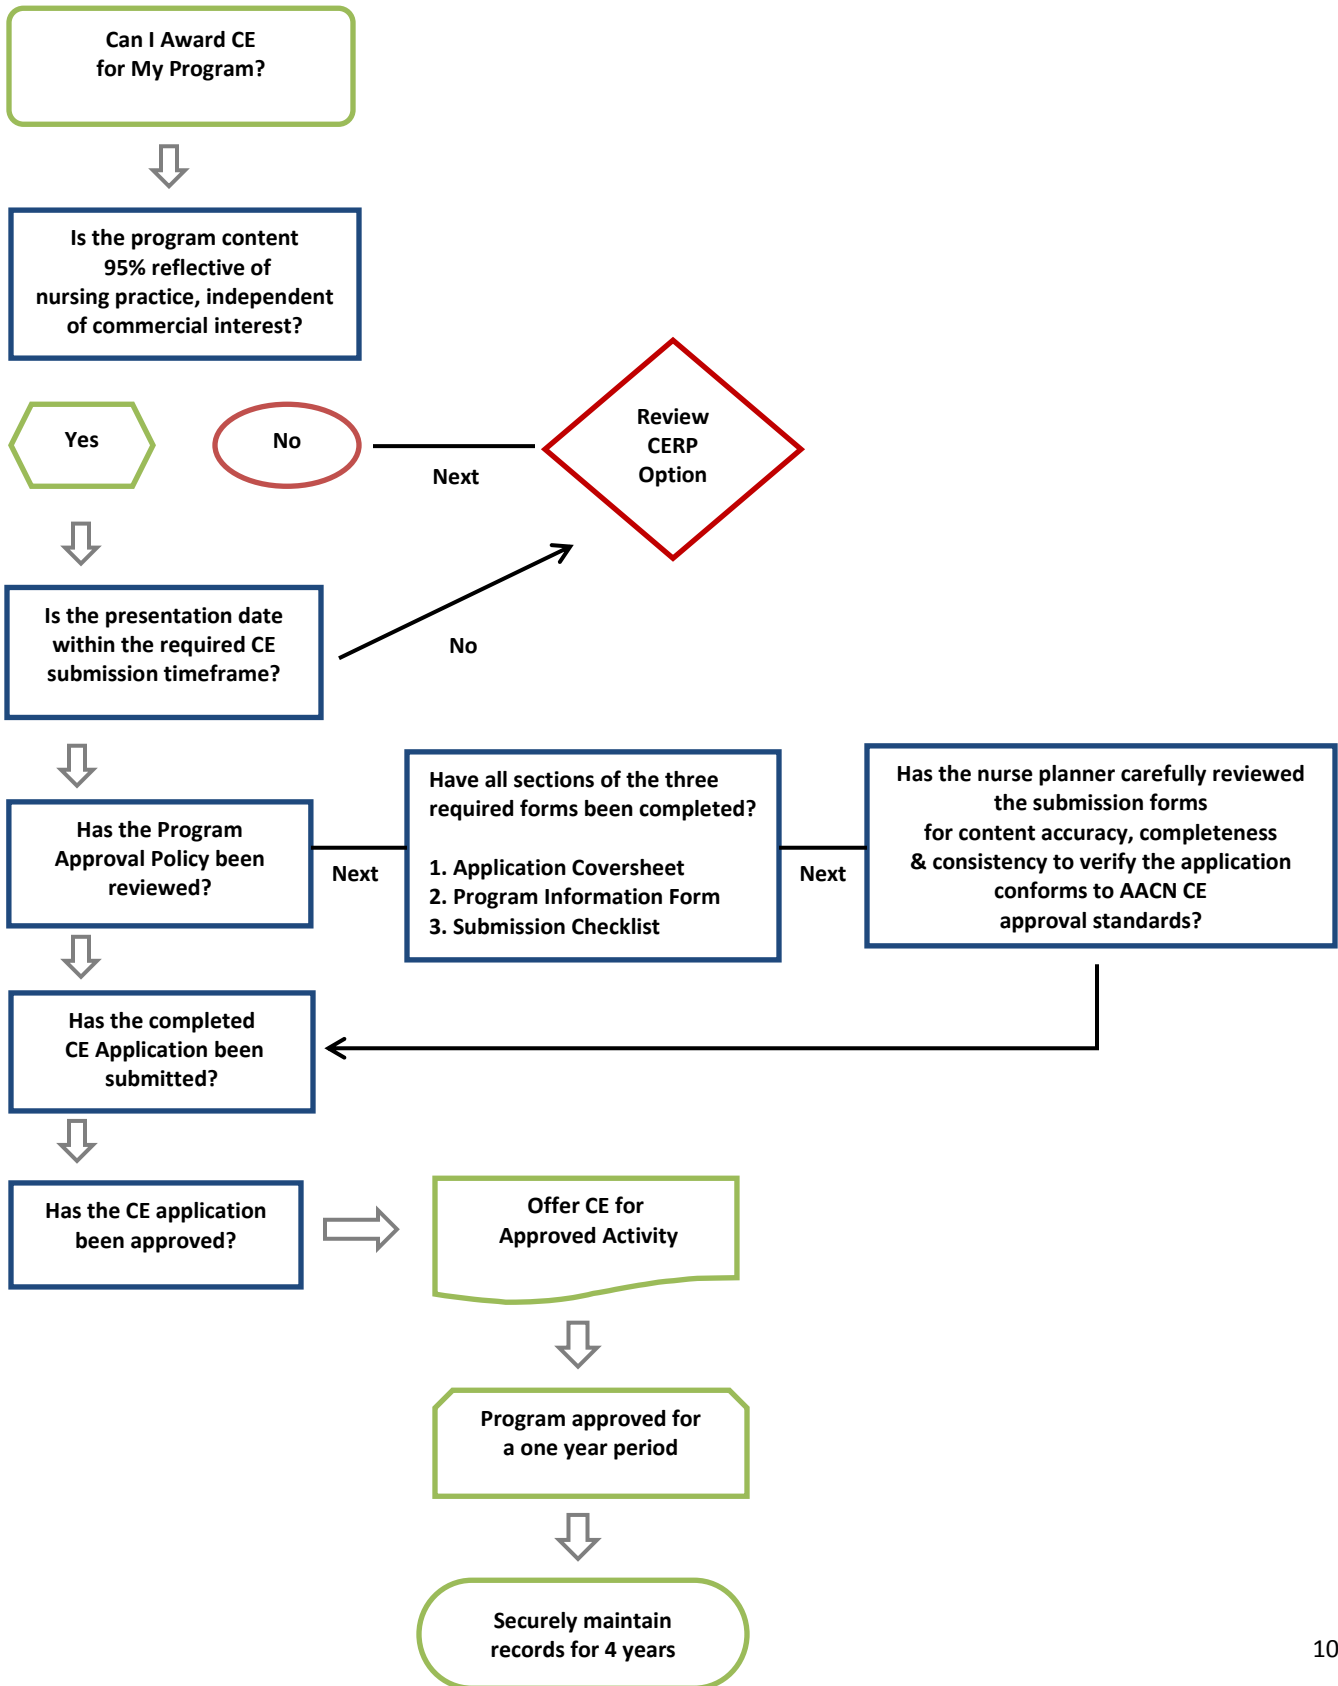 Can I Award CE
for My Program?
Is the program content
95% reflective of
nursing practice, independent
of commercial interest?
Yes
No
Next
Review
CERP
Option
Is the presentation date
within the required CE
submission timeframe?
No
Has the Program
Approval Policy been
reviewed?
Next
Have all sections of the three
required forms been completed?
1. Application Coversheet
2. Program Information Form
3. Submission Checklist
Next
Has the nurse planner carefully reviewed
the submission forms
for content accuracy, completeness
& consistency to verify the application
conforms to AACN CE
approval standards?
Has the completed
CE Application been
submitted?
Has the CE application
been approved?
Offer CE for
Approved Activity
Program approved for
a one year period
Securely maintain
records for 4 years
10